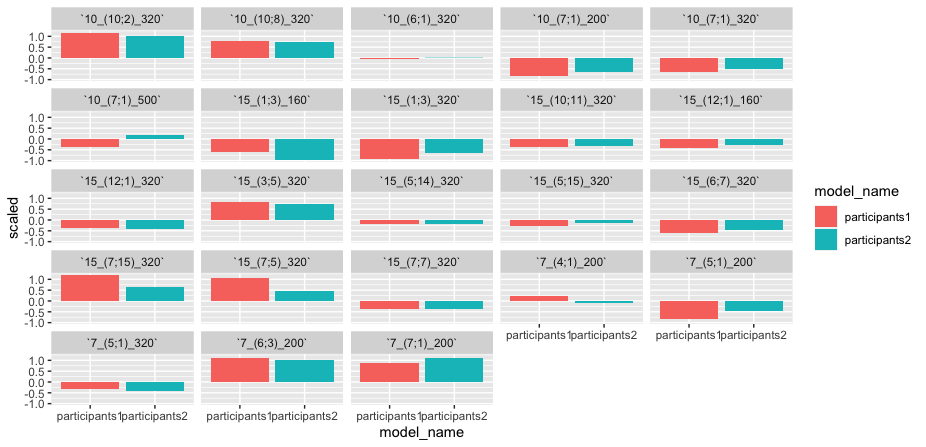 `10_(10;2)_320` `10_(10;8)_320` `10_(6;1)_320` `10_(7;1)_200` `10_(7;1)_320`
1.0
0.5
0.0
-0.5
-1.0
`10_(7;1)_500` `15_(1;3)_160` `15_(1;3)_320` `15_(10;11)_320` `15_(12;1)_160`
1.0
0.5
0.0
-0.5
-1.0
`15_(12;1)_320` `15_(3;5)_320` `15_(5;14)_320` `15_(5;15)_320` `15_(6;7)_320`
1.0
0.5
0.0
-0.5
-1.0
`15_(7;15)_320` `15_(7;5)_320` `15_(7;7)_320` `7_(4;1)_200` `7_(5;1)_200`
1.0
0.5
0.0
-0.5
-1.0
participants1 participants2 participants1 participants2
`7_(5;1)_320` `7_(6;3)_200` `7_(7;1)_200`
1.0
0.5
0.0
-0.5
-1.0
participants1 participants2 participants1 participants2 participants1 participants2
model_name
scaled
model_name
participants1
participants2